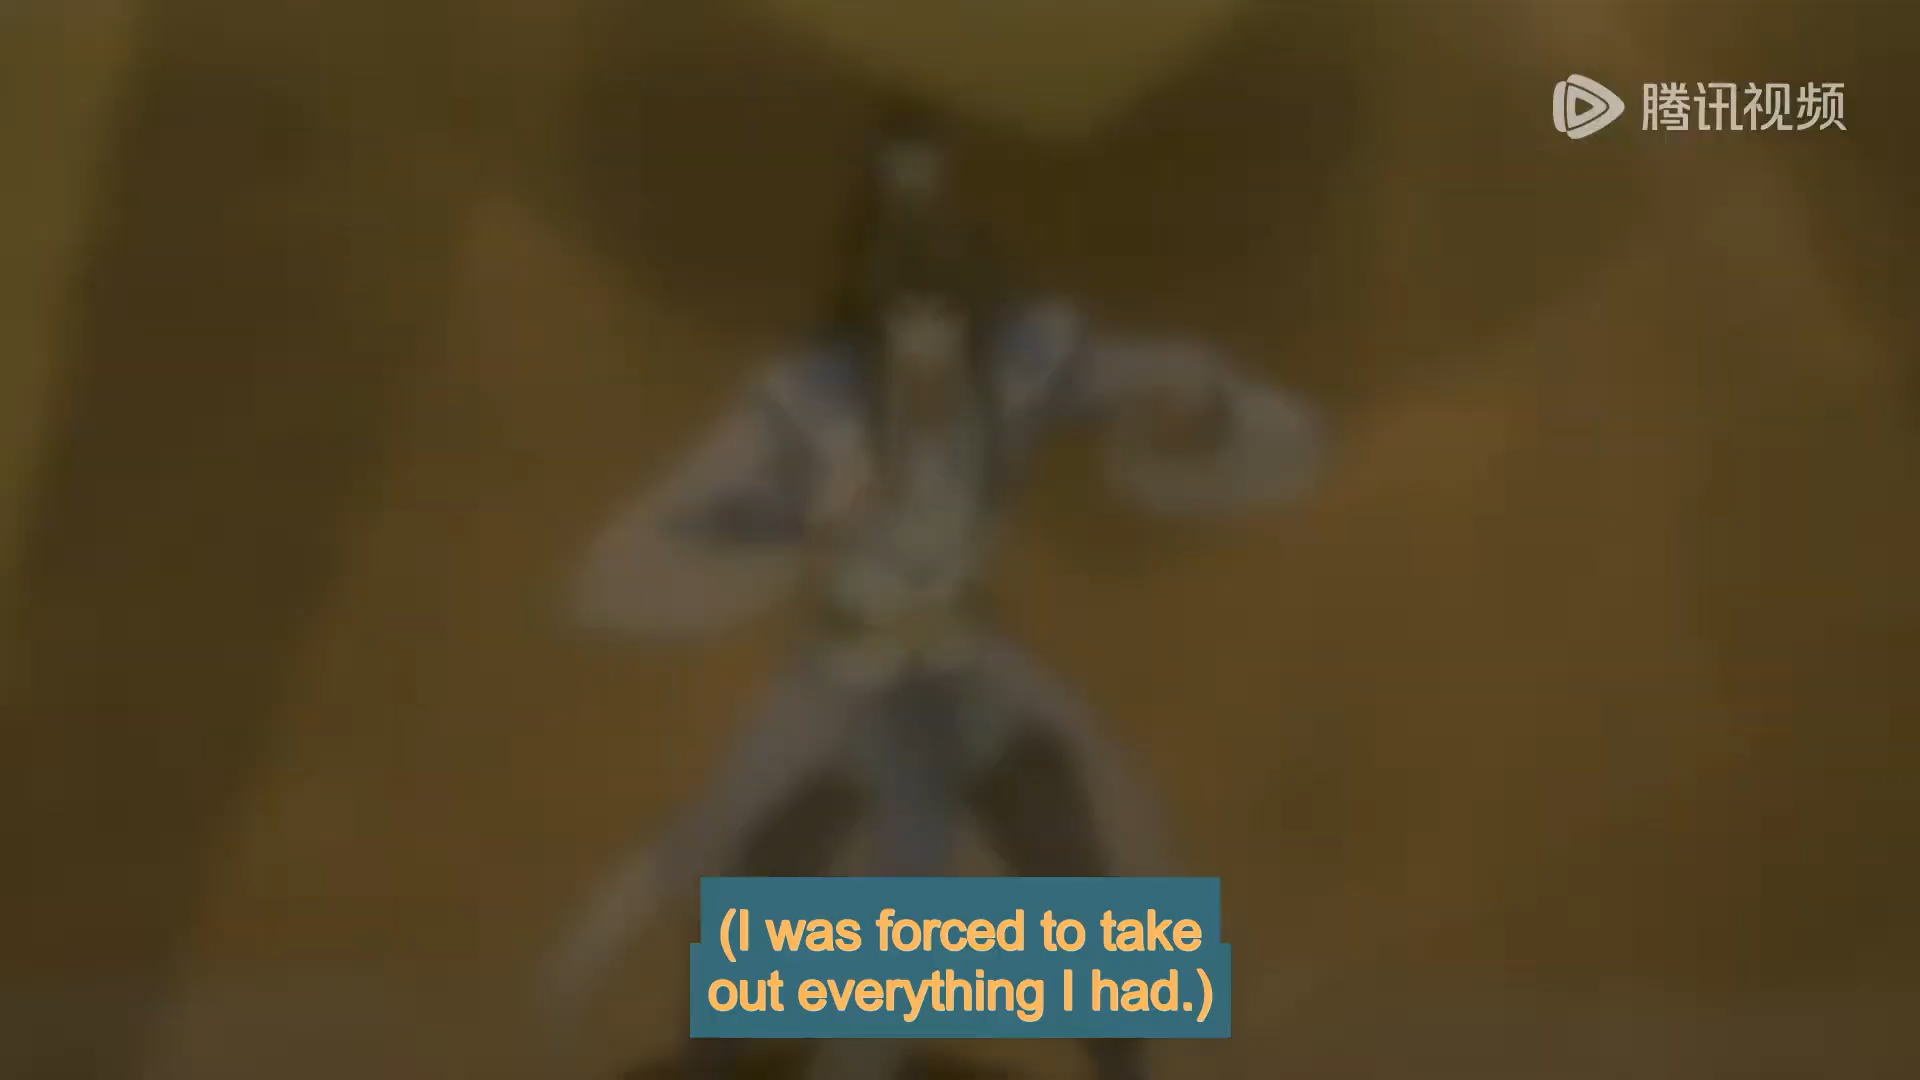 腾讯视频
(I was forced to take
out everything I had.)